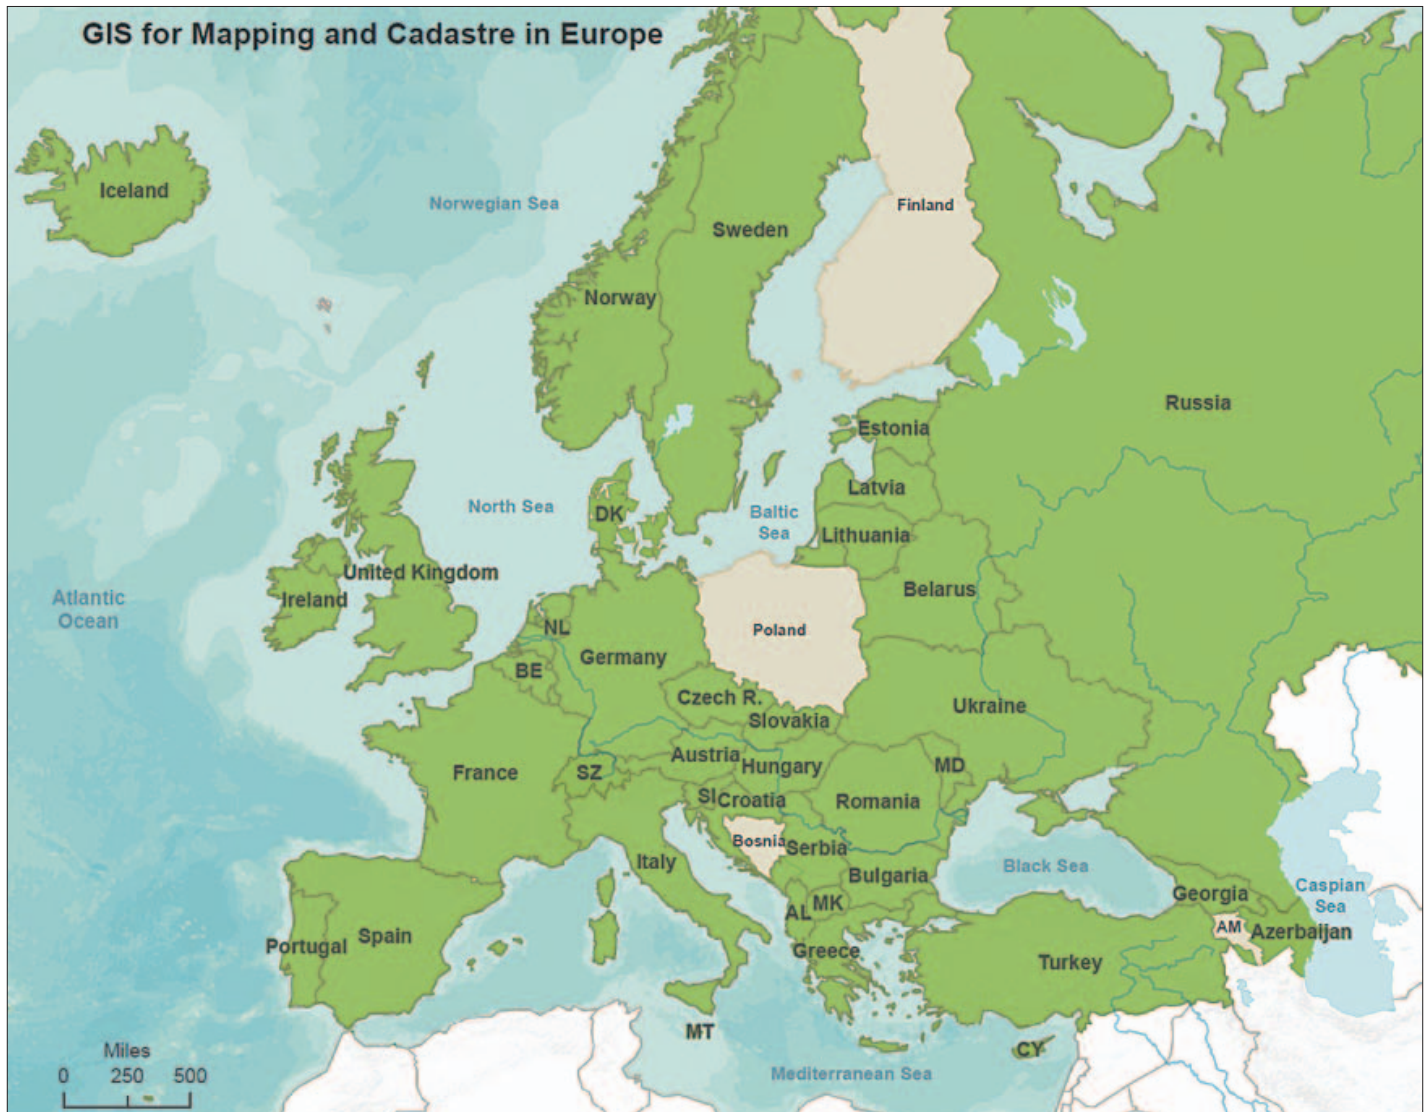 GIS for Mapping and Cadastre in Europe
Iceland
Norwegian Sea
Finland
Sweden
Norway
Russia
Estonia
Latvia
North Sea
DK
Baltic
Sea
Lithuania
United Kingdom
Ireland
Belarus
Atlantic
Ocean
NL
Poland
Germany
BE
Czech R.
Slovakia
Ukraine
Austria
Hungary
MD
France
SZ
SI
Croatia
Romania
Bosnia
Serbia
Italy
Bulgaria
Black Sea
Georgia
Caspian
Sea
MK
AL
AM
Azerbaijan
Portugal
Spain
Greece
Turkey
MT
CY
Mediterranean Sea
Miles
0 250 500